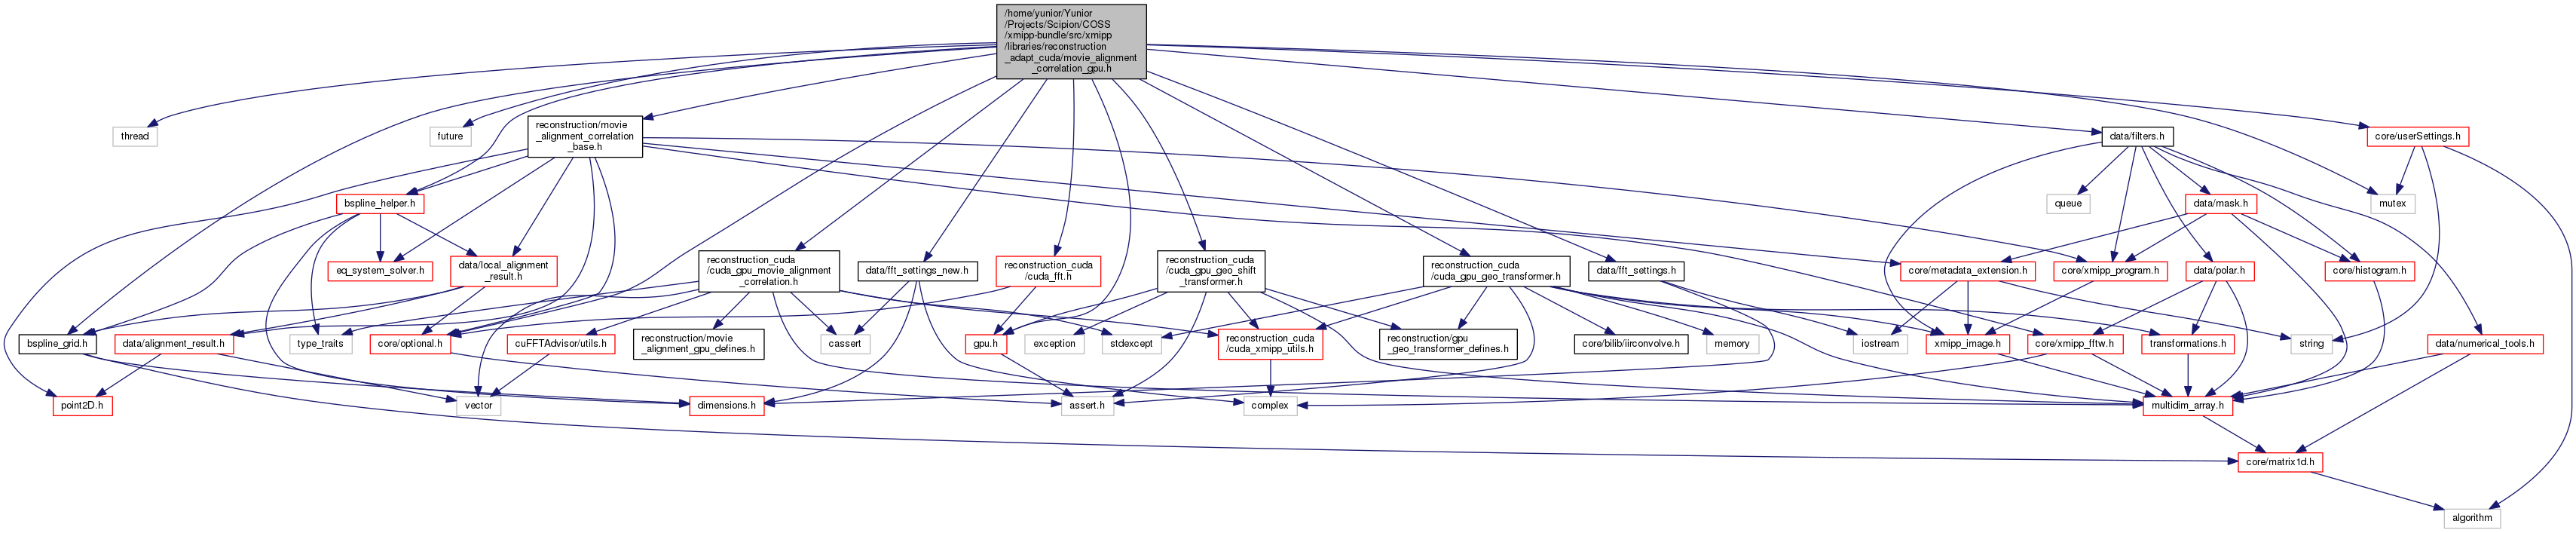 /home/yunior/Yunior
/Projects/Scipion/COSS
/xmipp-bundle/src/xmipp
/libraries/reconstruction
_adapt_cuda/movie_alignment
_correlation_gpu.h
thread
future
reconstruction/movie
_alignment_correlation
_base.h
data/filters.h
core/userSettings.h
bspline_helper.h
queue
data/mask.h
mutex
eq_system_solver.h
data/local_alignment
_result.h
reconstruction_cuda
/cuda_gpu_movie_alignment
_correlation.h
data/fft_settings_new.h
reconstruction_cuda
/cuda_fft.h
reconstruction_cuda
/cuda_gpu_geo_shift
_transformer.h
reconstruction_cuda
/cuda_gpu_geo_transformer.h
data/fft_settings.h
core/metadata_extension.h
core/xmipp_program.h
data/polar.h
core/histogram.h
bspline_grid.h
data/alignment_result.h
type_traits
core/optional.h
cuFFTAdvisor/utils.h
reconstruction/movie
_alignment_gpu_defines.h
cassert
gpu.h
exception
stdexcept
reconstruction_cuda
/cuda_xmipp_utils.h
reconstruction/gpu
_geo_transformer_defines.h
core/bilib/iirconvolve.h
memory
iostream
xmipp_image.h
core/xmipp_fftw.h
transformations.h
string
data/numerical_tools.h
point2D.h
vector
dimensions.h
assert.h
complex
multidim_array.h
core/matrix1d.h
algorithm